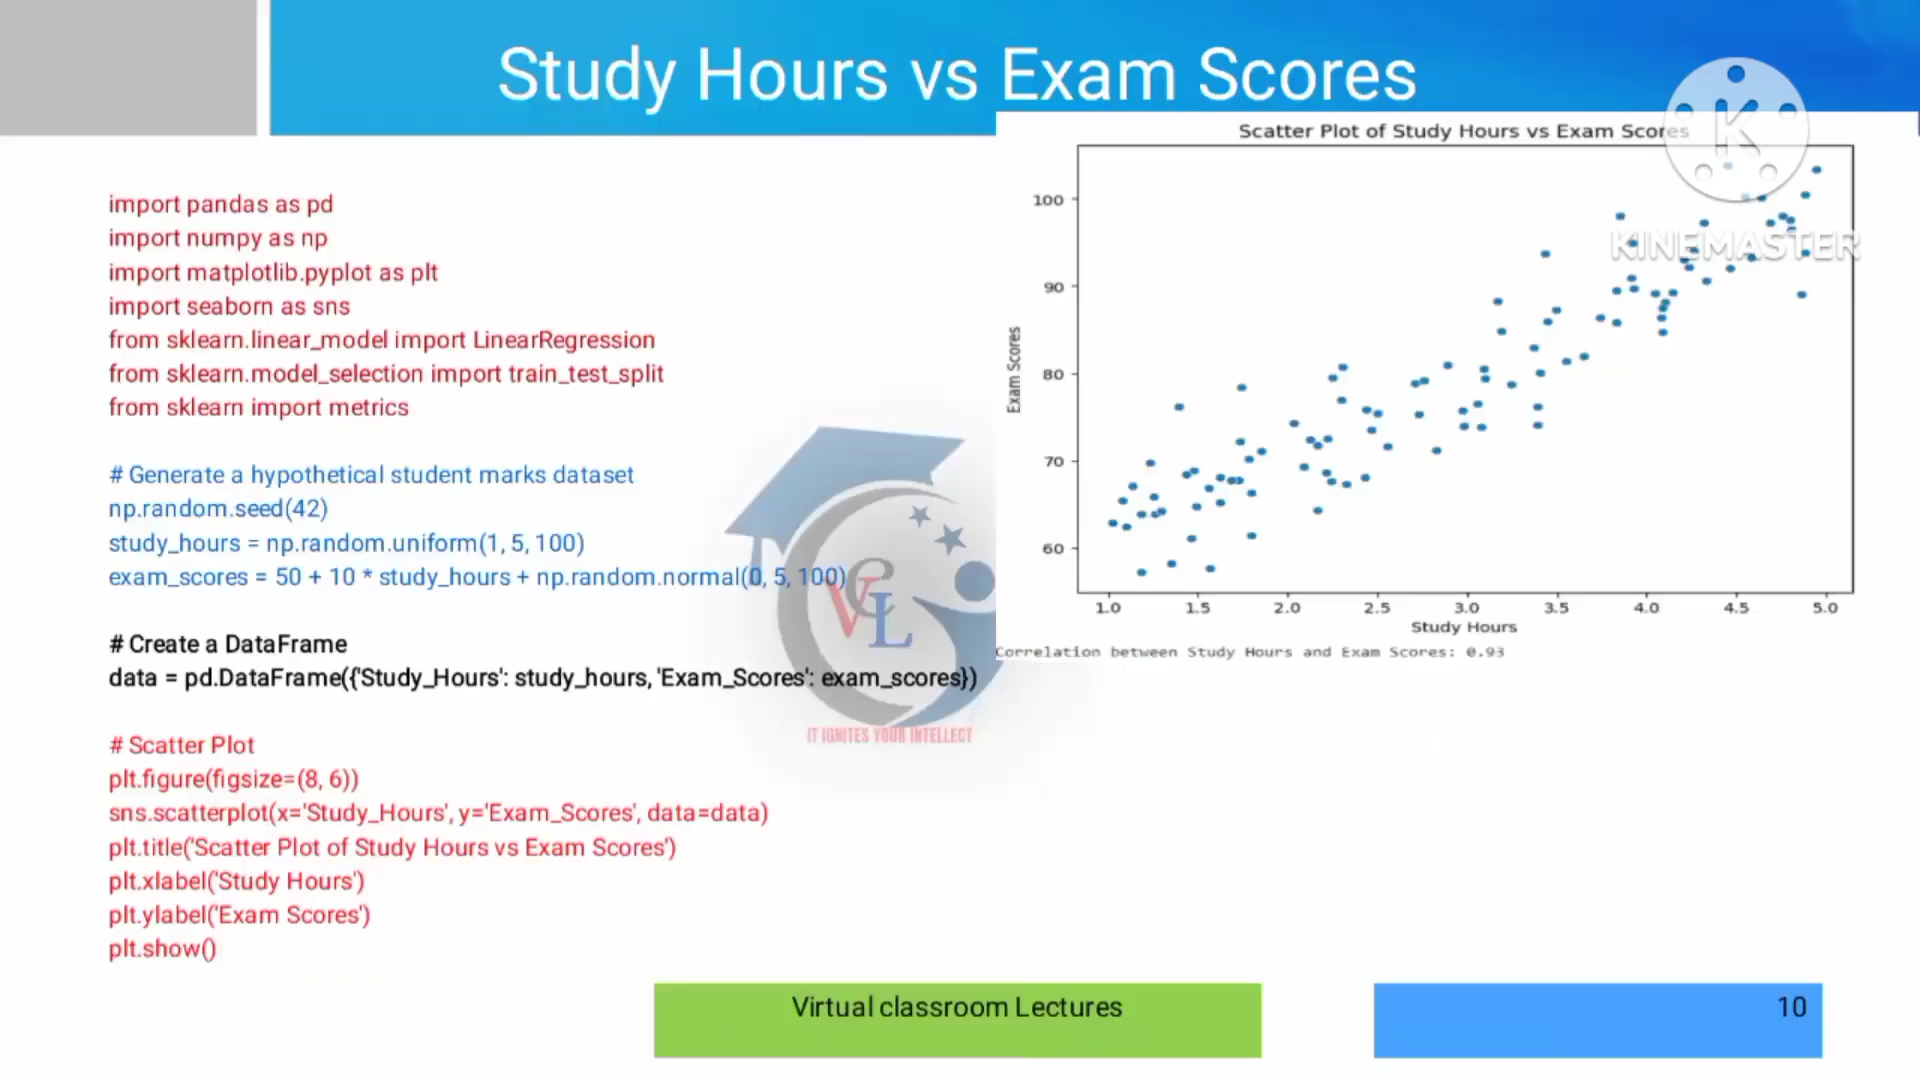 Study Hours vs Exam Scores
import pandas as pd
import numpy as np
import matplotlib.pyplot as plt
import seaborn as sns
from sklearn.linear_model import LinearRegression
from sklearn.model_selection import train_test_split
from sklearn import metrics
# Generate a hypothetical student marks dataset
np.random.seed(42)
study_hours = np.random.uniform(1, 5, 100)
exam_scores = 50 + 10 * study_hours + np.random.normal(0, 5, 100)
# Create a DataFrame
data = pd.DataFrame({'Study_Hours': study_hours, 'Exam_Scores': exam_scores})
# Scatter Plot
plt.figure(figsize=(8, 6))
sns.scatterplot(x='Study_Hours', y='Exam_Scores', data=data)
plt.title('Scatter Plot of Study Hours vs Exam Scores')
plt.xlabel('Study Hours')
plt.ylabel('Exam Scores')
plt.show()
Scatter Plot of Study Hours vs Exam Scores
K
KINEMASTER
Exam Scores
100
90
80
70
60
1.0 1.5 2.0 2.5 3.0 3.5 4.0 4.5 5.0
Study Hours
Correlation between Study Hours and Exam Scores: 0.93
VCL
IT IGNITES YOUR INTELLECT
Virtual classroom Lectures
10